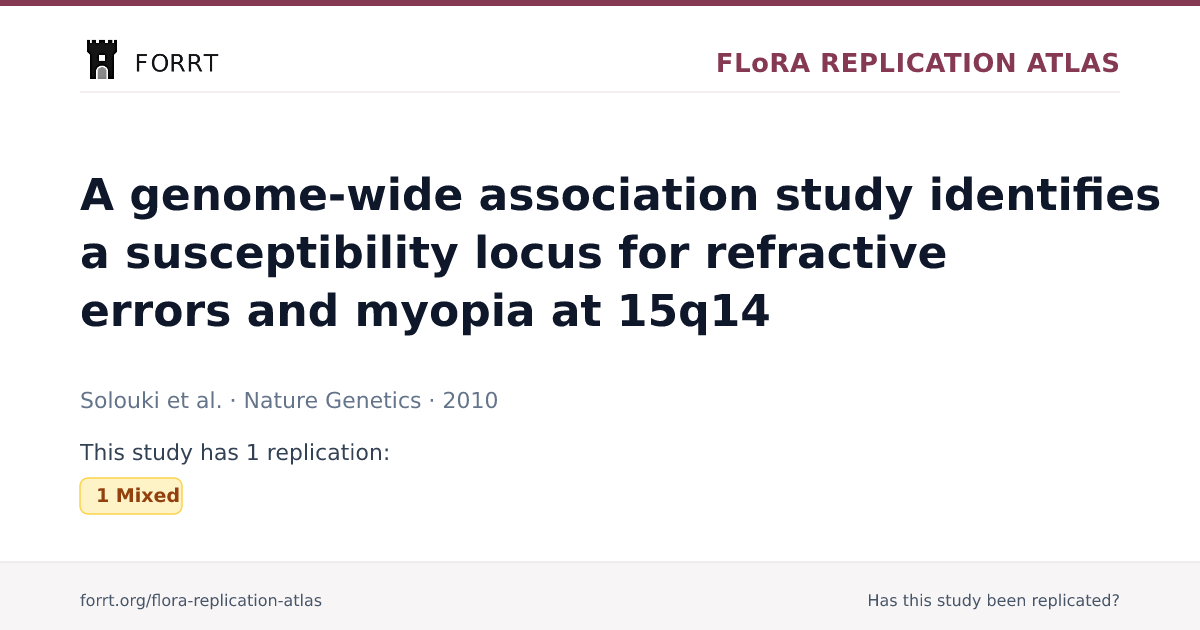 FORRT
FLoRA REPLICATION ATLAS
A genome-wide association study identifies
a susceptibility locus for refractive
errors and myopia at 15q14
Solouki et al. · Nature Genetics · 2010
This study has 1 replication:
1 Mixed
forrt.org/flora-replication-atlas
Has this study been replicated?